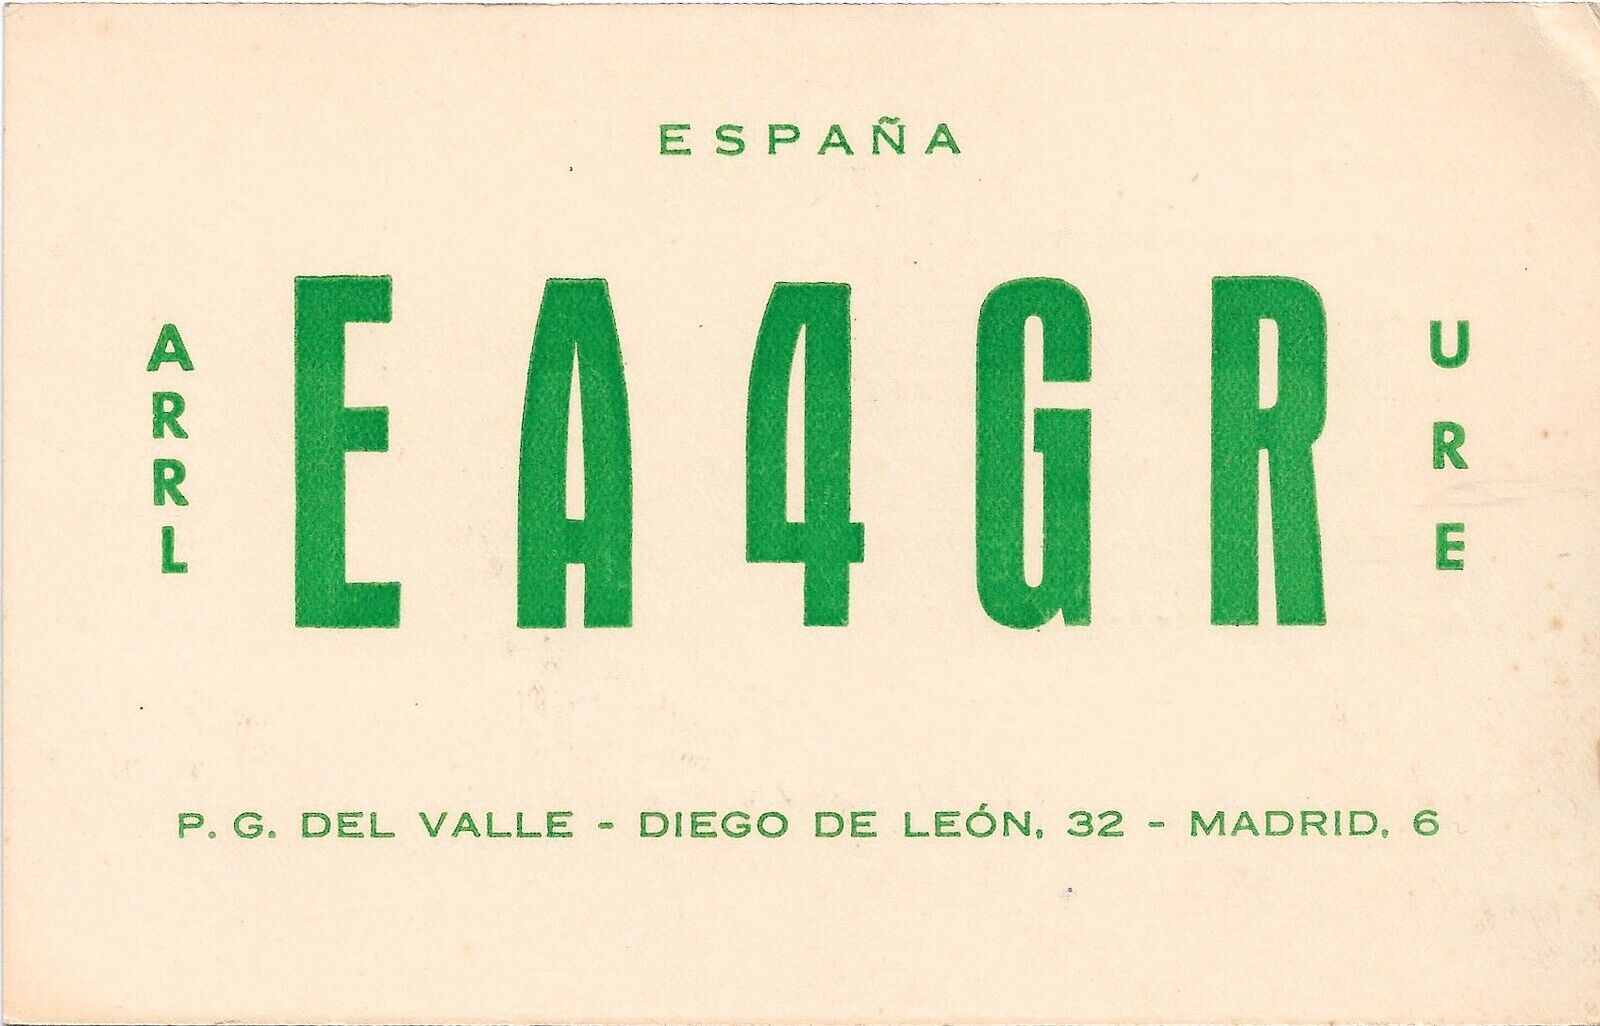 ESPAÑA
ARRL
EA4GR
URE
P. G. DEL VALLE - DIEGO DE LEÓN, 32 - MADRID, 6